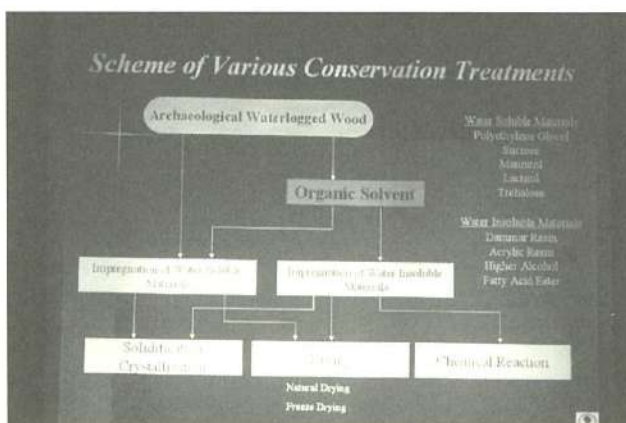 Scheme of Various Conservation Treatments
Archaeological Waterlogged Wood
Water Soluble Materials
Polyethylene Glycol
Sucrose
Mannitol
Lactitol
Trehalose
Organic Solvent
Water Insoluble Materials
Dammar Resin
Acrylic Resin
Higher Alcohol
Fatty Acid Ester
Impregnation of Water Soluble
Materials
Impregnation of Water Insoluble
Materials
Crystallization
Chemical Reaction
Natural Drying
Freeze Drying